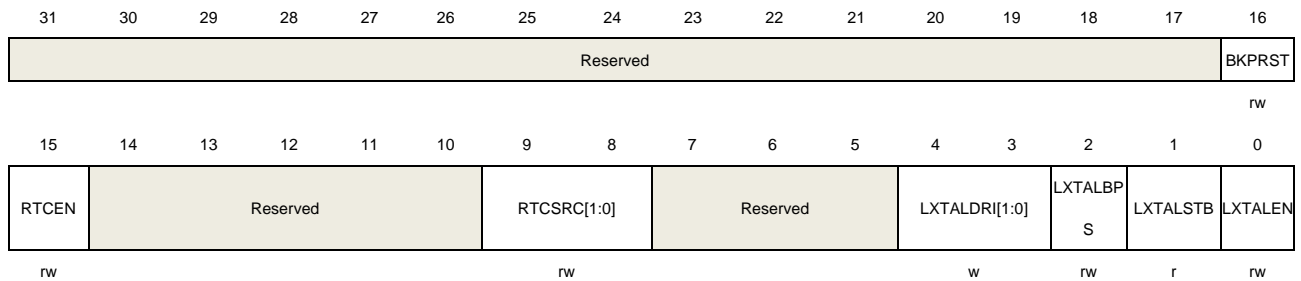 31 30 29 28 27 26 25 24 23 22 21 20 19 18 17 16
Reserved BKPRST
rw
15 14 13 12 11 10 9 8 7 6 5 4 3 2 1 0
RTCEN Reserved RTCSRC[1:0] Reserved LXTALDRI[1:0] LXTALBP
S LXTALSTB LXTALEN
rw rw w rw r rw